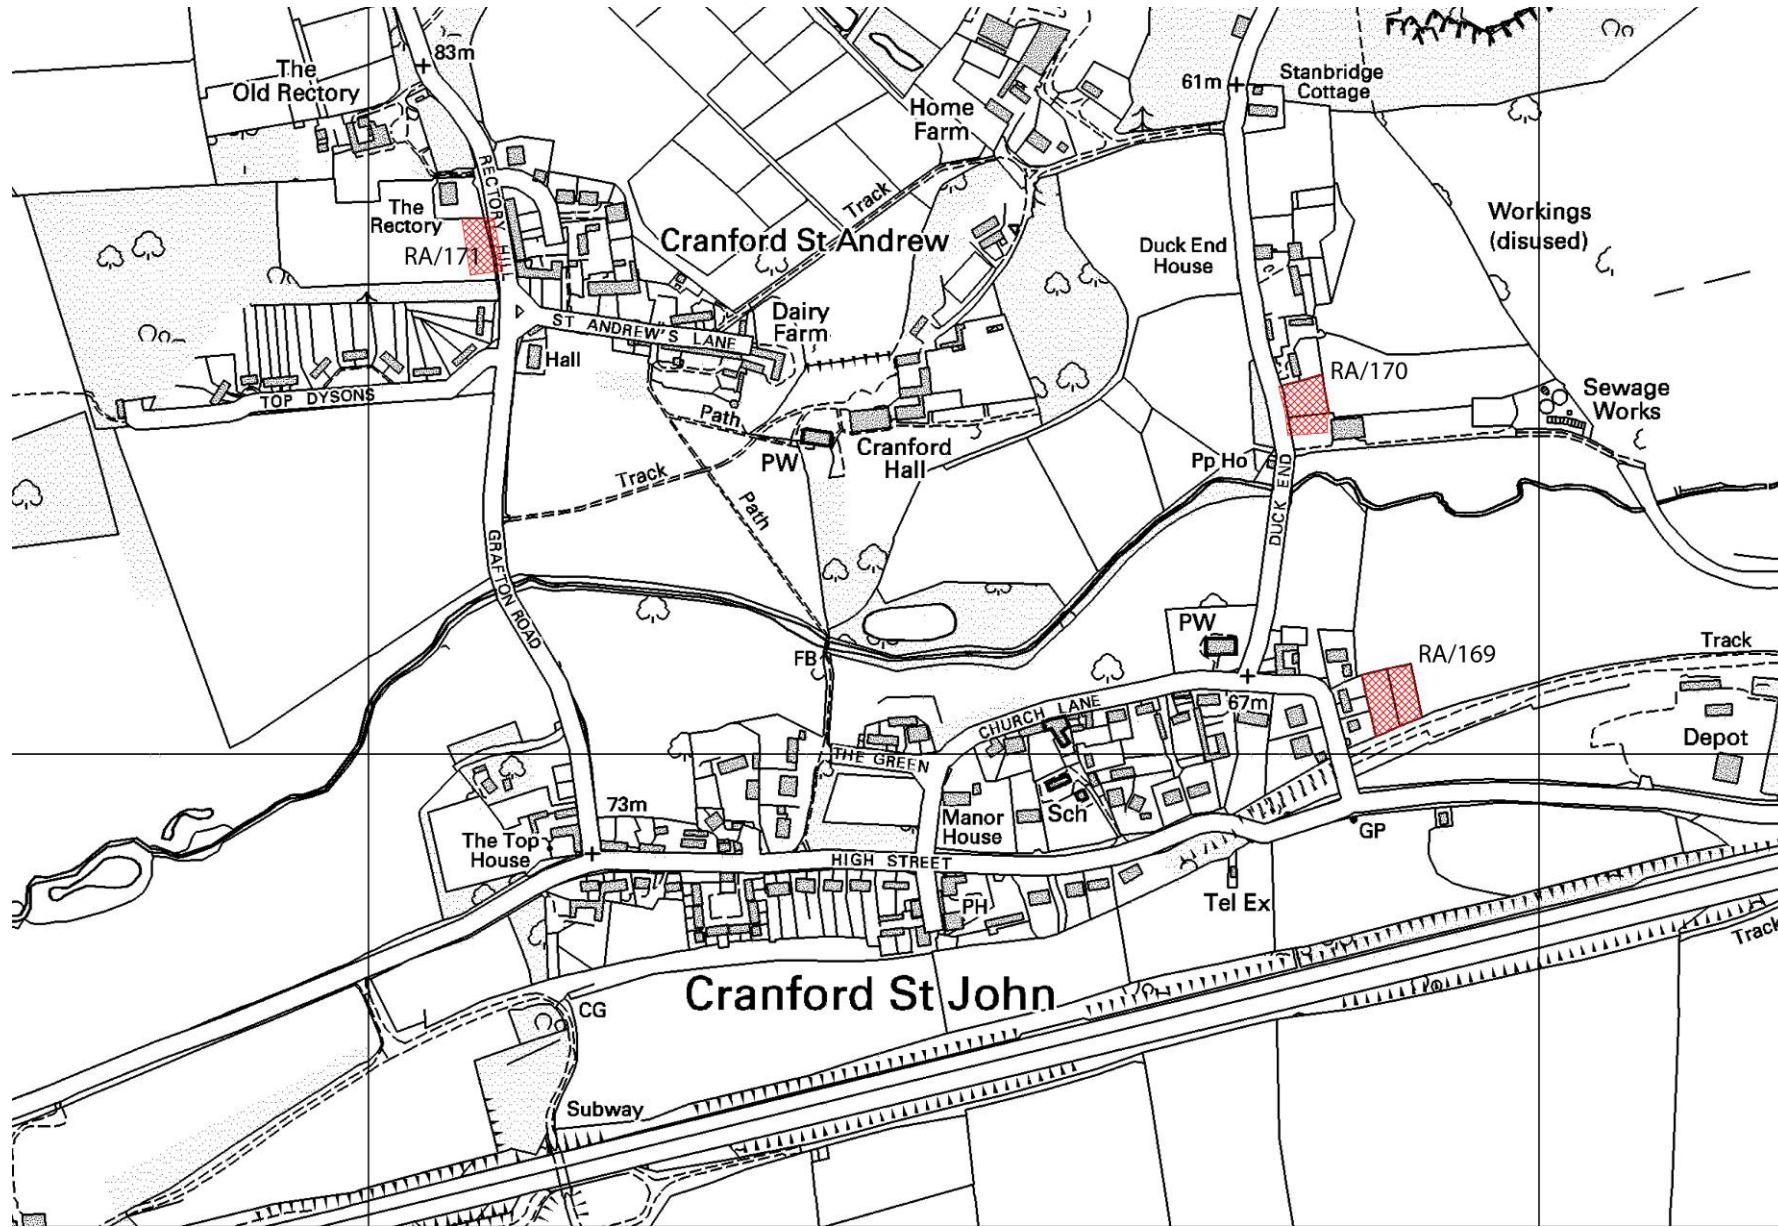 83m
The
Old Rectory
61m
Stanbridge
Cottage
Home
Farm
RECTORY HILL
The
Rectory
Track
Workings
(disused)
Cranford St Andrew
Duck End
House
RA/171
Dairy
Farm
ST ANDREW'S LANE
Hall
RA/170
TOP DYSONS
Sewage
Works
Path
Cranford
Hall
PW
Pp Ho
Track
Path
DUCK END
GRAFTON ROAD
PW
Track
FB
RA/169
67m
CHURCH LANE
THE GREEN
Depot
73m
Manor
House
Sch
The Top
House
HIGH STREET
GP
PH
Tel Ex
Track
Cranford St John
CG
Subway